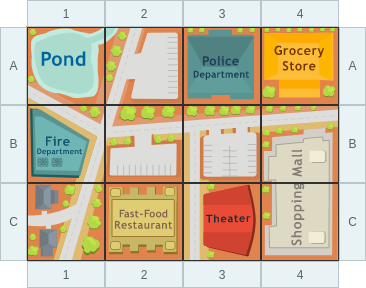 1 2 3 4
A Pond Police Department Grocery Store A
B Fire Department B
Shopping Mall
C Fast-Food Restaurant Theater C
1 2 3 4